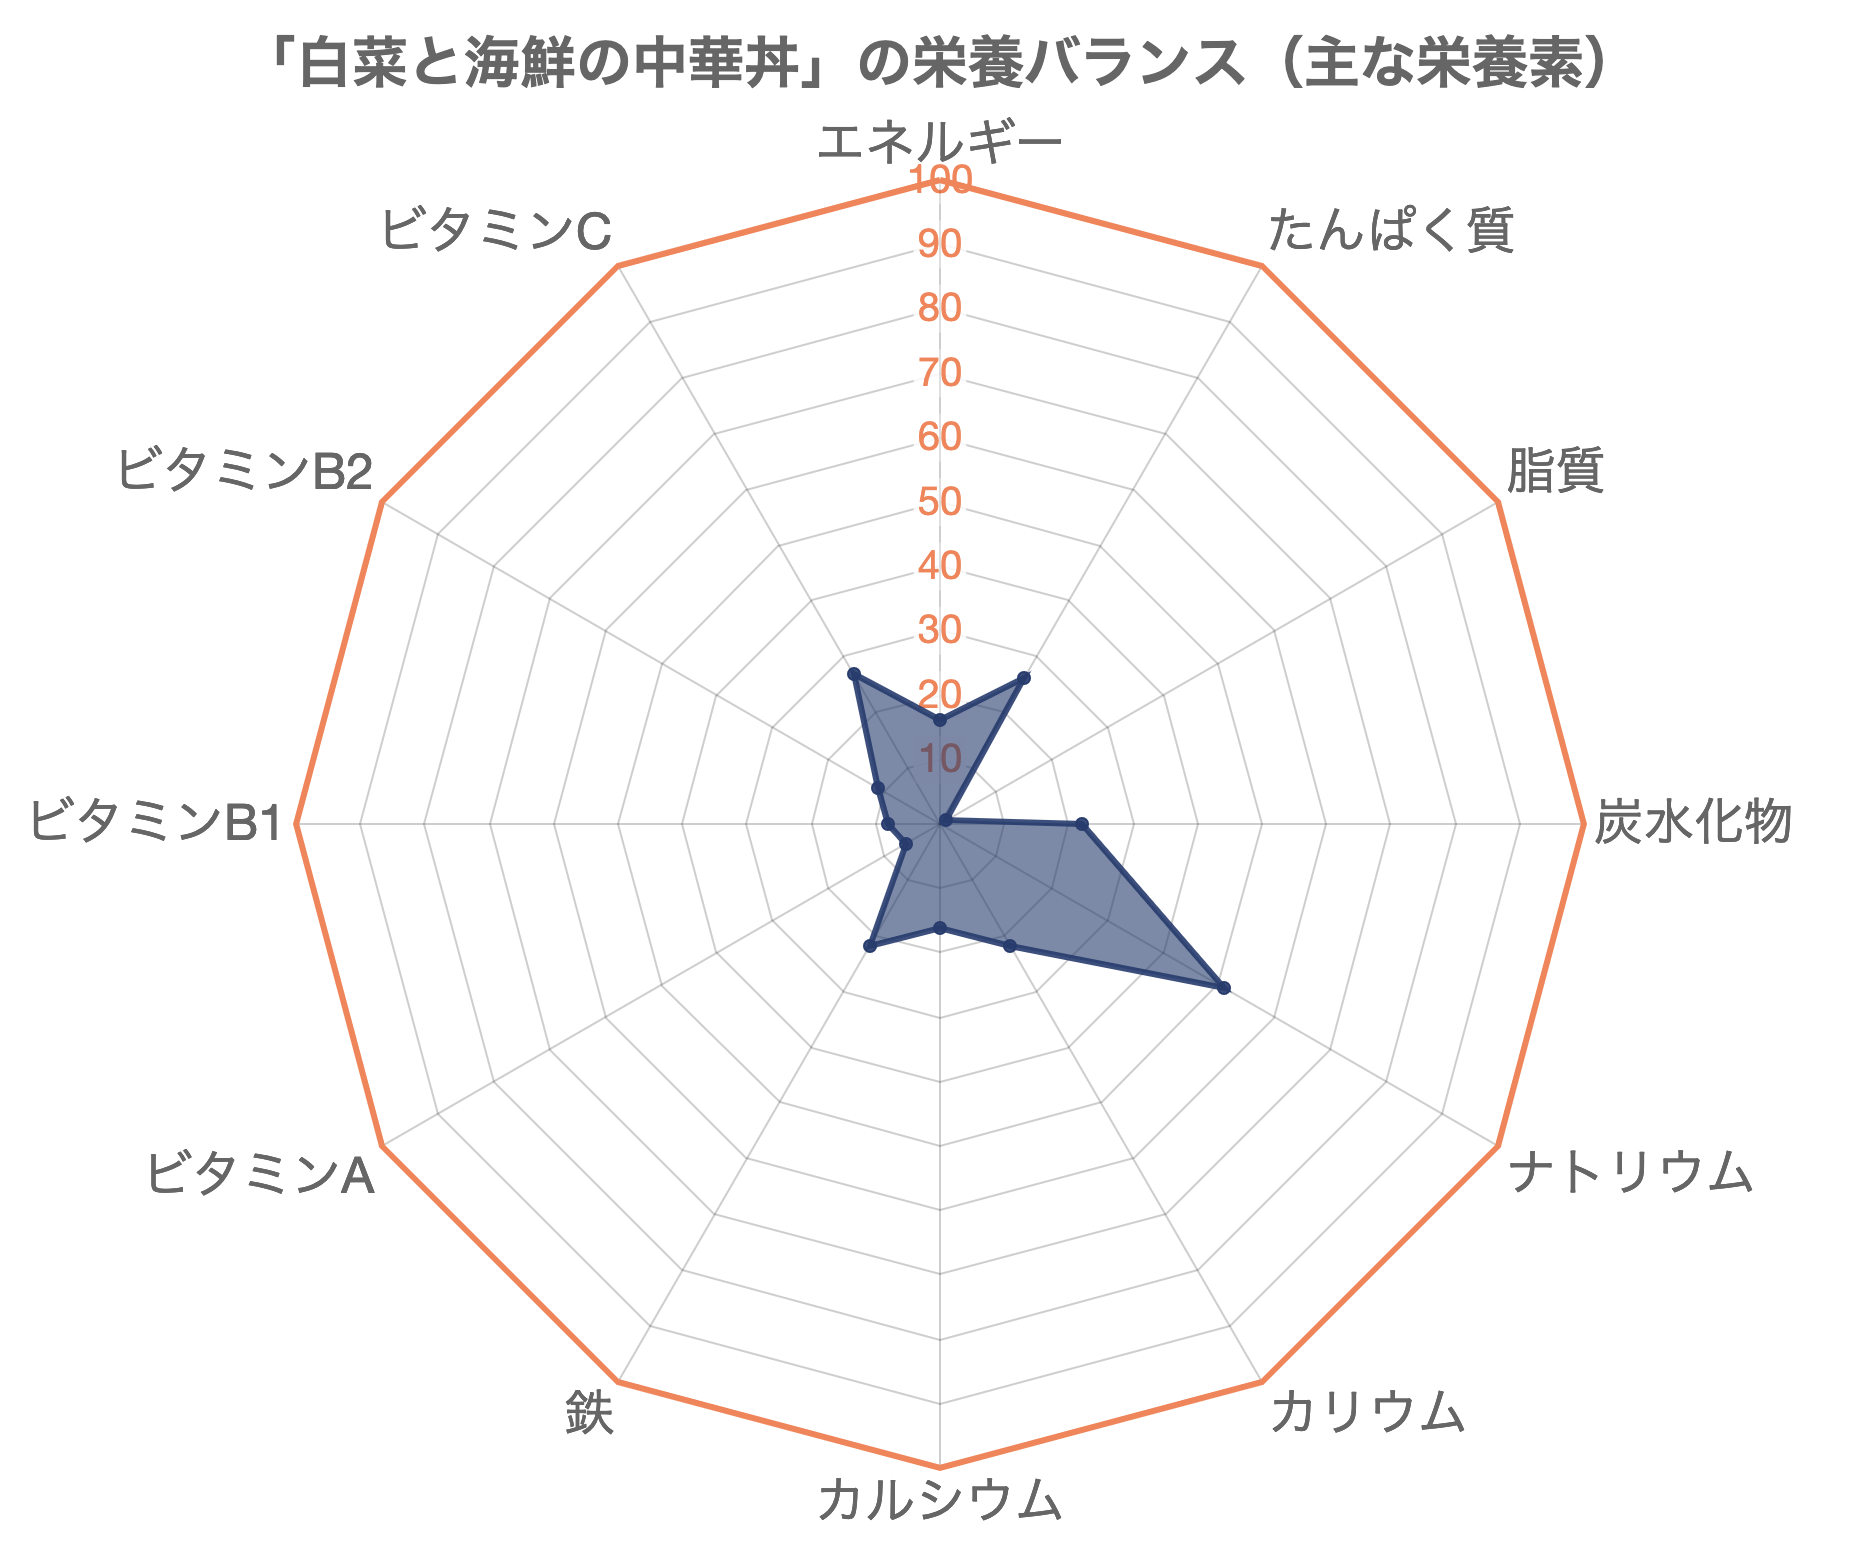 「白菜と海鮮の中華丼」の栄養バランス（主な栄養素）
エネルギー
たんぱく質
脂質
炭水化物
ナトリウム
カリウム
カルシウム
鉄
ビタミンA
ビタミンB1
ビタミンB2
ビタミンC
100
90
80
70
60
50
40
30
20
10